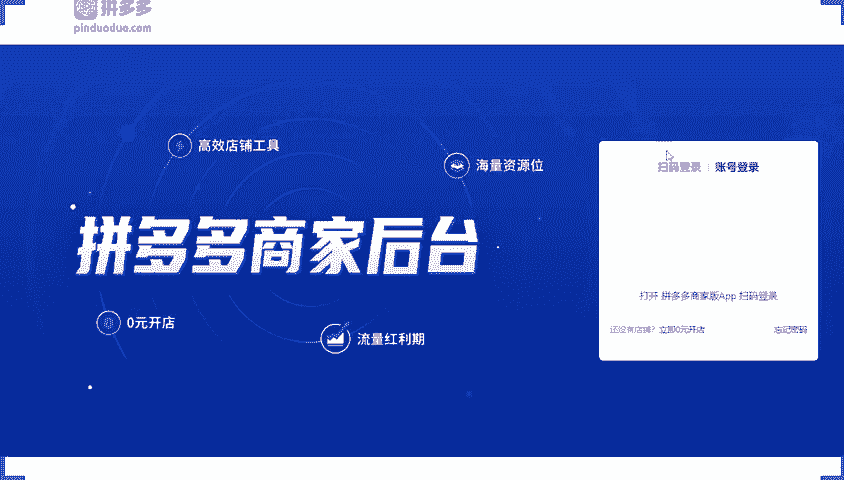 拼多多
pinduoduo.com
高效店铺工具
海量资源位
扫码登录 账号登录
拼多多商家后台
打开 拼多多商家版App 扫码登录
0元开店
还没有店铺? 立即0元开店 忘记密码
流量红利期